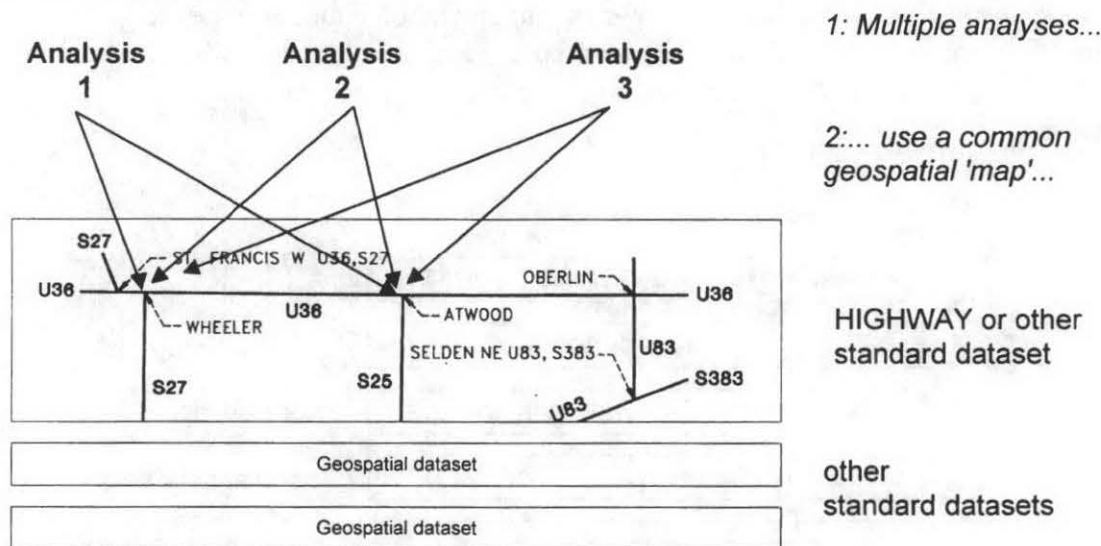 1: Multiple analyses...
Analysis
1
Analysis
2
Analysis
3
2:... use a common
geospatial 'map'...
S27
ST. FRANCIS W U36,S27
U36
WHEELER
U36
ATWOOD
OBERLIN
U36
HIGHWAY or other
standard dataset
SELDEN NE U83, S383
U83
S27
S25
S383
U83
Geospatial dataset
other
standard datasets
Geospatial dataset